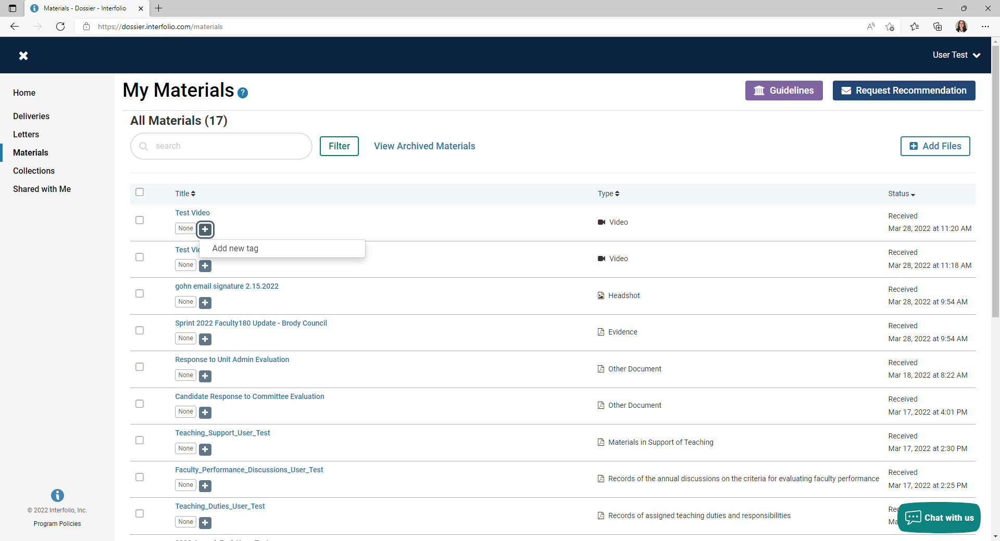 Materials - Dossier - Interfolio
https://dossier.interfolio.com/materials
User Test
Home
Deliveries
Letters
Materials
Collections
Shared with Me
© 2022 Interfolio, Inc.
Program Policies
My Materials ?
Guidelines
Request Recommendation
All Materials (17)
search
Filter
View Archived Materials
Add Files
Title Type Status
Test Video
None
Video
Received
Mar 28, 2022 at 11:20 AM
Add new tag
Test
None
Video
Received
Mar 28, 2022 at 11:18 AM
gohn email signature 2.15.2022
None
Headshot
Received
Mar 28, 2022 at 9:54 AM
Sprint 2022 Faculty180 Update - Brody Council
None
Evidence
Received
Mar 28, 2022 at 9:54 AM
Response to Unit Admin Evaluation
None
Other Document
Received
Mar 18, 2022 at 8:22 AM
Candidate Response to Committee Evaluation
None
Other Document
Received
Mar 17, 2022 at 4:01 PM
Teaching_Support_User_Test
None
Materials in Support of Teaching
Received
Mar 17, 2022 at 2:30 PM
Faculty_Performance_Discussions_User_Test
None
Records of the annual discussions on the criteria for evaluating faculty performance
Received
Mar 17, 2022 at 2:25 PM
Teaching_Duties_User_Test
None
Records of assigned teaching duties and responsibilities
Chat with us